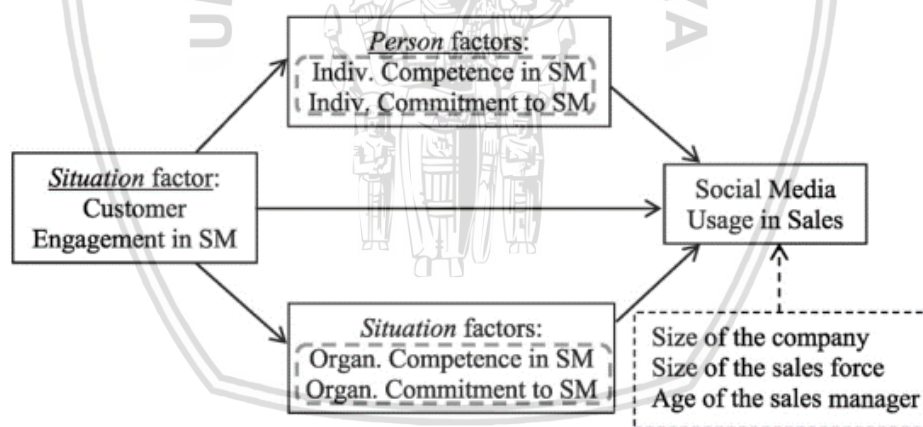 Person factors:
Indiv. Competence in SM
Indiv. Commitment to SM
Situation factor:
Customer
Engagement in SM
Social Media
Usage in Sales
Situation factors:
Organ. Competence in SM
Organ. Commitment to SM
Size of the company
Size of the sales force
Age of the sales manager